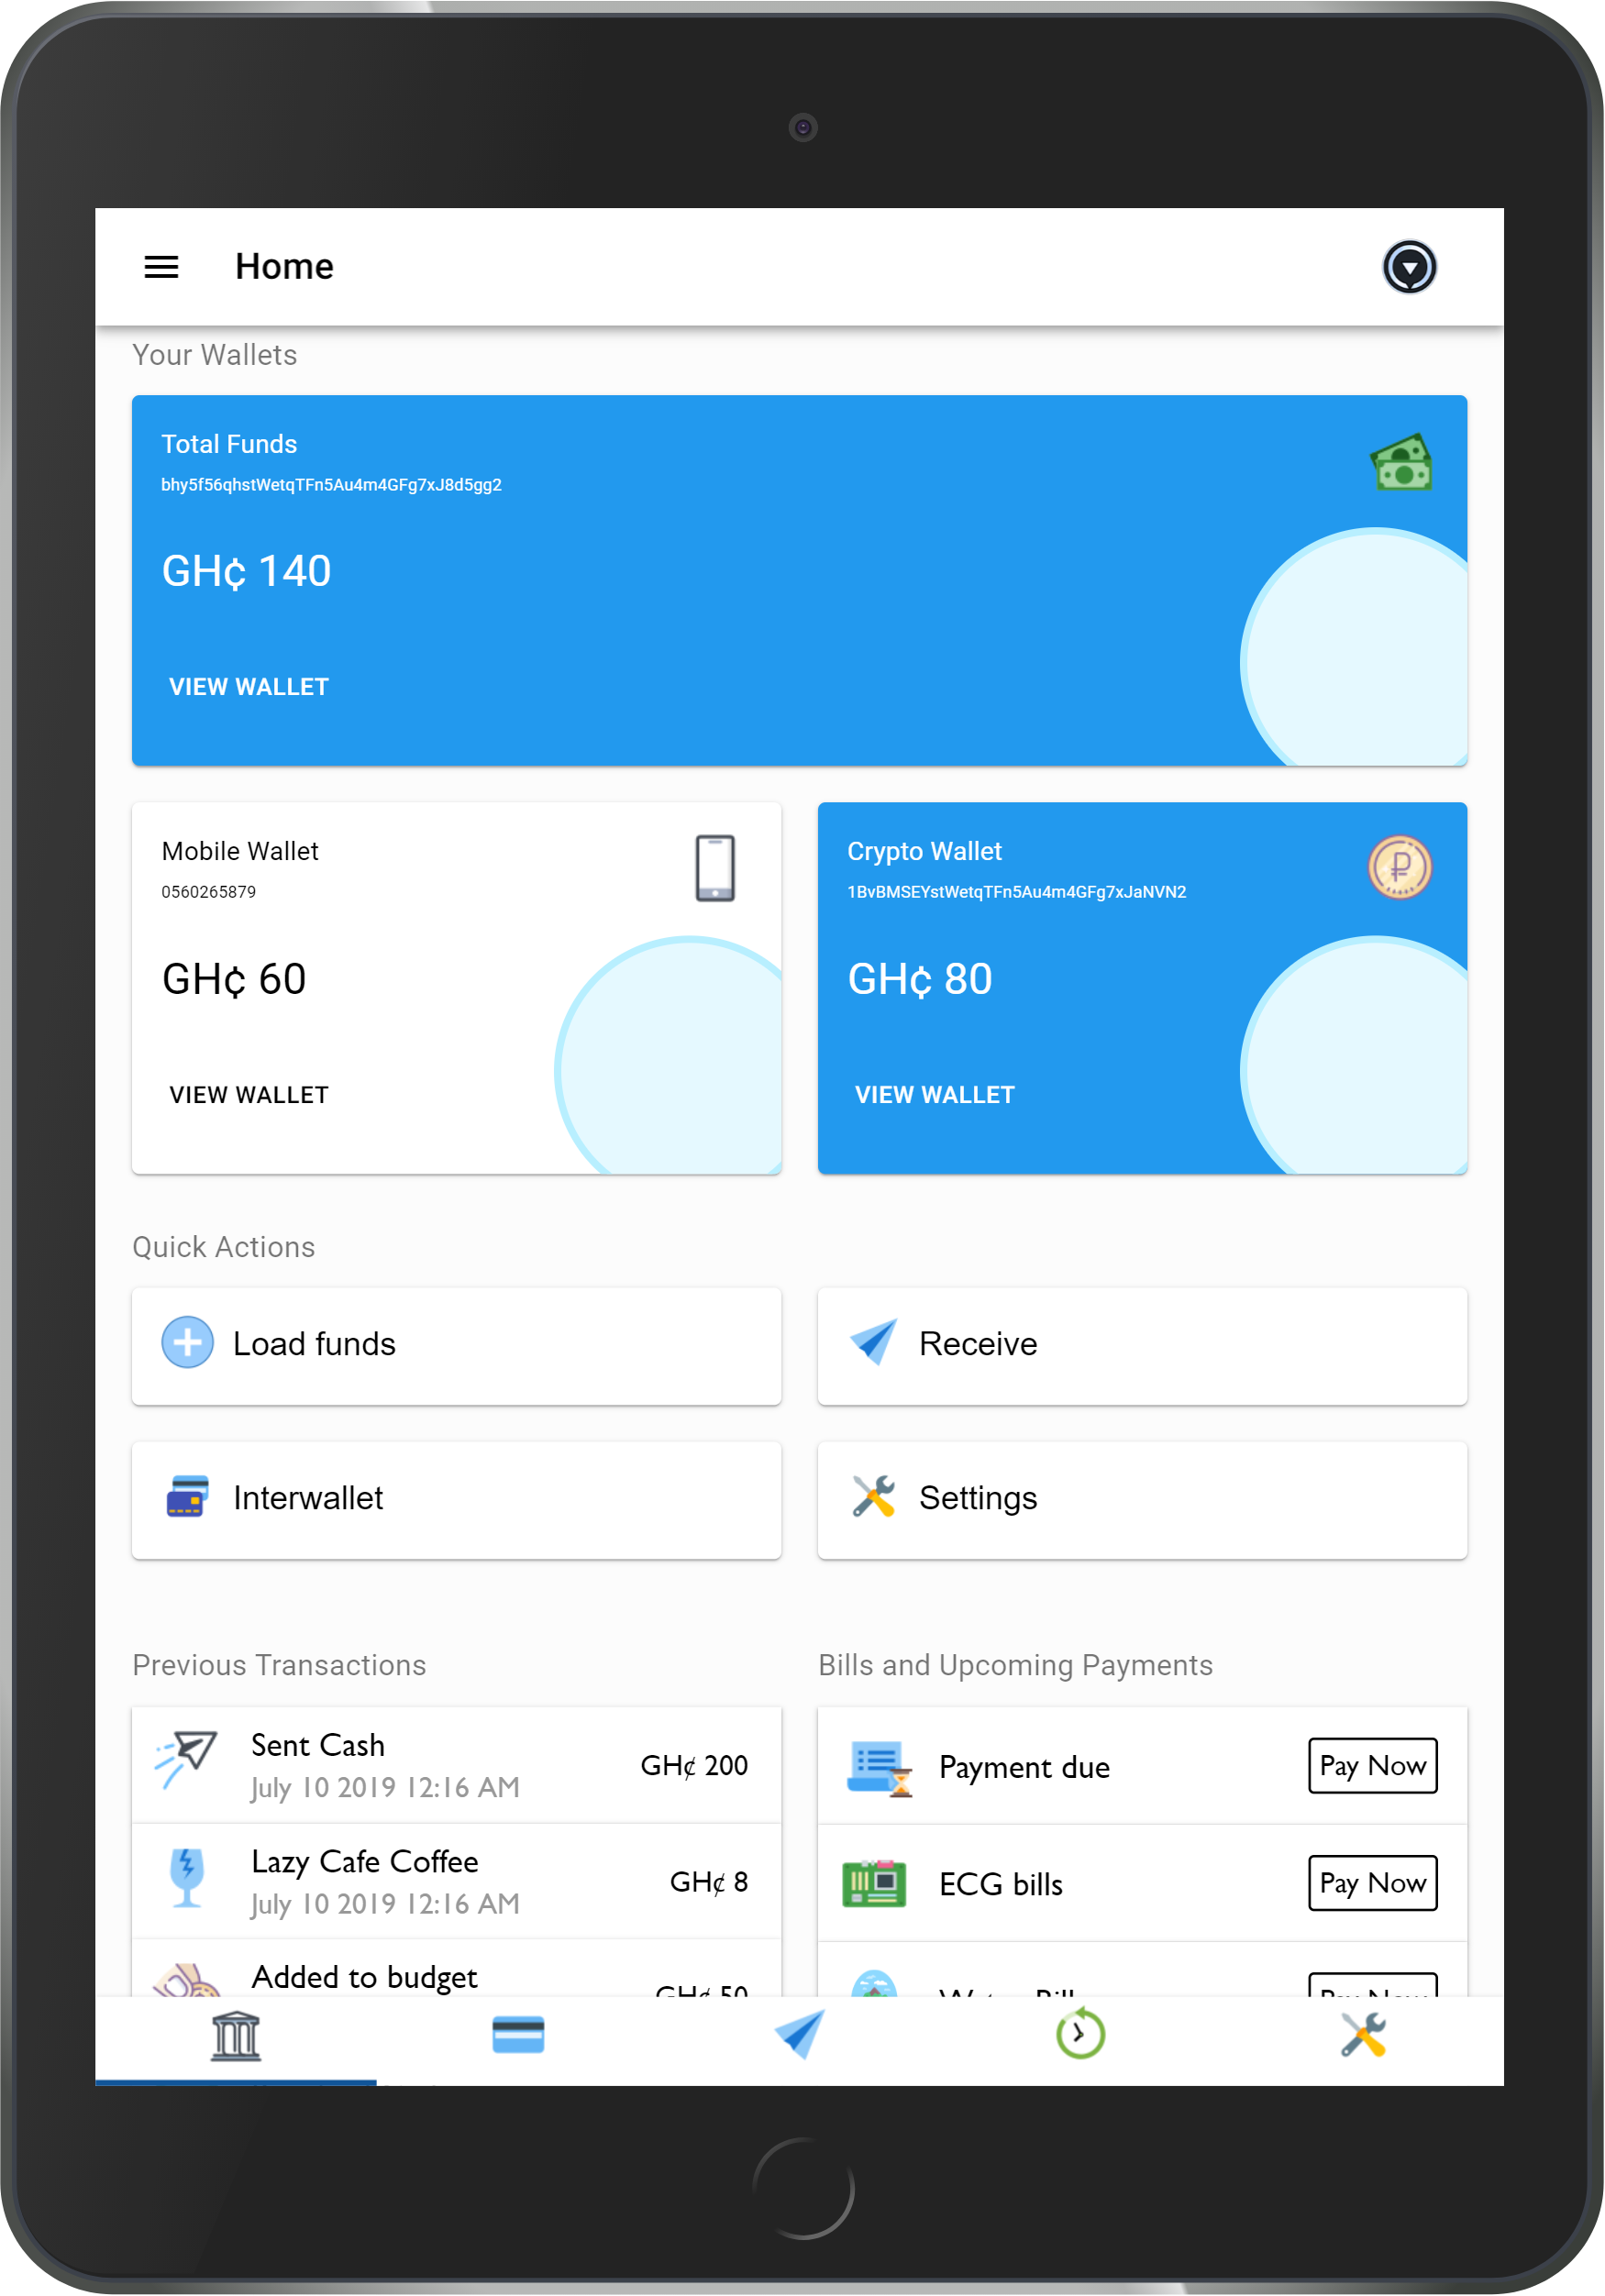 Home
Your Wallets
Total Funds
bhy5f56qhstWetqTFn5Au4m4GFg7xJ8d5gg2
GH¢ 140
VIEW WALLET
Mobile Wallet
0560265879
GH¢ 60
VIEW WALLET
Crypto Wallet
1BvBMSEYstWetqTFn5Au4m4GFg7xJaNVN2
GH¢ 80
VIEW WALLET
Quick Actions
Load funds
Receive
Interwallet
Settings
Previous Transactions
Sent Cash
GH¢ 200
July 10 2019 12:16 AM
Lazy Cafe Coffee
GH¢ 8
July 10 2019 12:16 AM
Added to budget
GH¢ 50
Bills and Upcoming Payments
Payment due
Pay Now
ECG bills
Pay Now
Pay Now